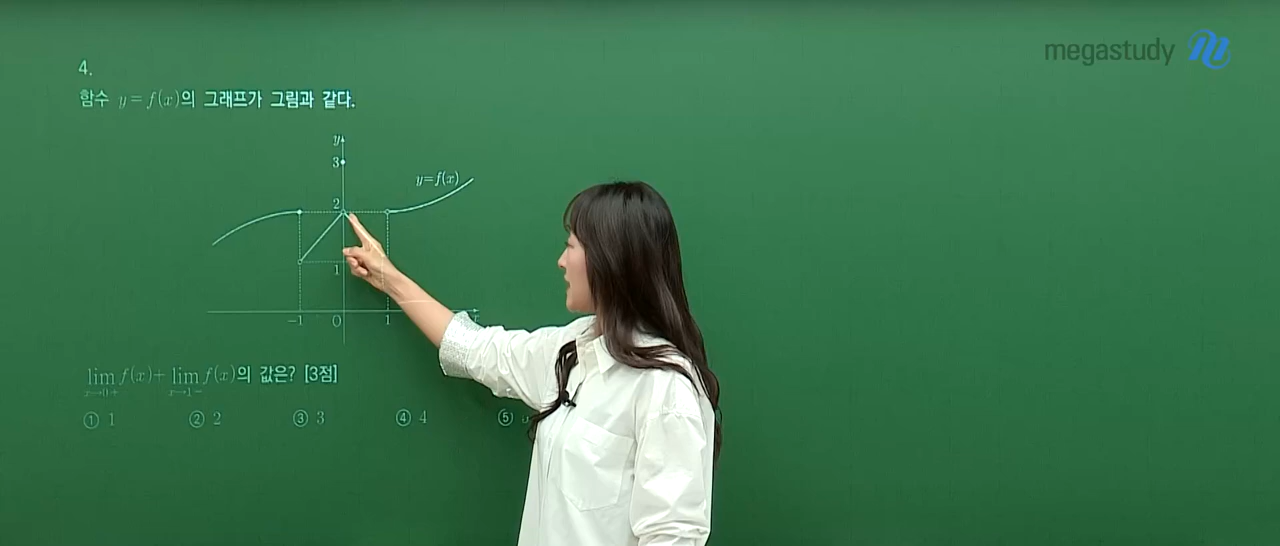 megastudy
4.
함수 y=f(x)의 그래프가 그림과 같다.
y
3
y=f(x)
2
1
-1 O 1
lim f(x)+ lim f(x)의 값은? [3점]
x→0+ x→1-
① 1 ② 2 ③ 3 ④ 4 ⑤